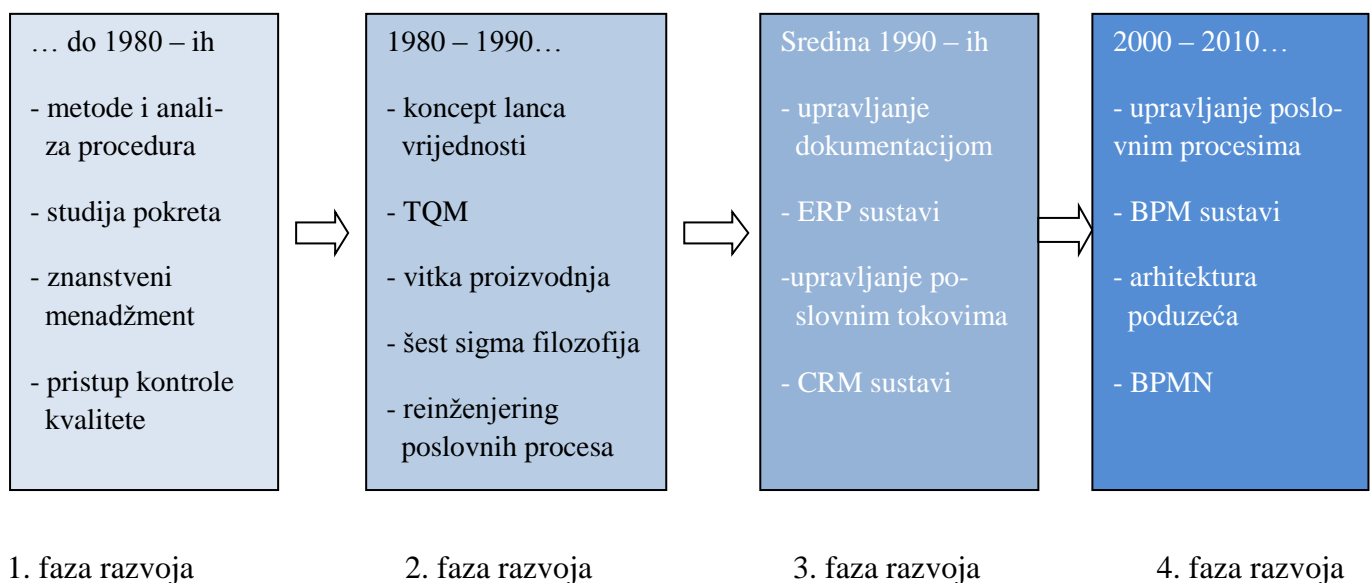 … do 1980 – ih
- metode i anali-
za procedura
- studija pokreta
- znanstveni
menadžment
- pristup kontrole
kvalitete
1980 – 1990…
- koncept lanca
vrijednosti
- TQM
- vitka proizvodnja
- šest sigma filozofija
- reinženjering
poslovnih procesa
Sredina 1990 – ih
- upravljanje
dokumentacijom
- ERP sustavi
-upravljanje po-
slovnim tokovima
- CRM sustavi
2000 – 2010…
- upravljanje poslo-
vnim procesima
- BPM sustavi
- arhitektura
poduzeća
- BPMN
1. faza razvoja
2. faza razvoja
3. faza razvoja
4. faza razvoja